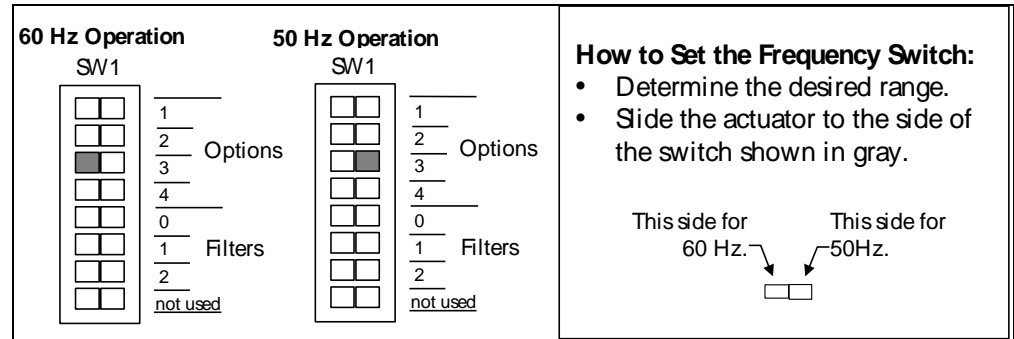 60 Hz Operation
SW1
1
2
Options
3
4
0
1
Filters
2
not used
50 Hz Operation
SW1
1
2
Options
3
4
0
1
Filters
2
not used
How to Set the Frequency Switch:
• Determine the desired range.
• Slide the actuator to the side of
the switch shown in gray.
This side for
60 Hz.
This side for
50Hz.